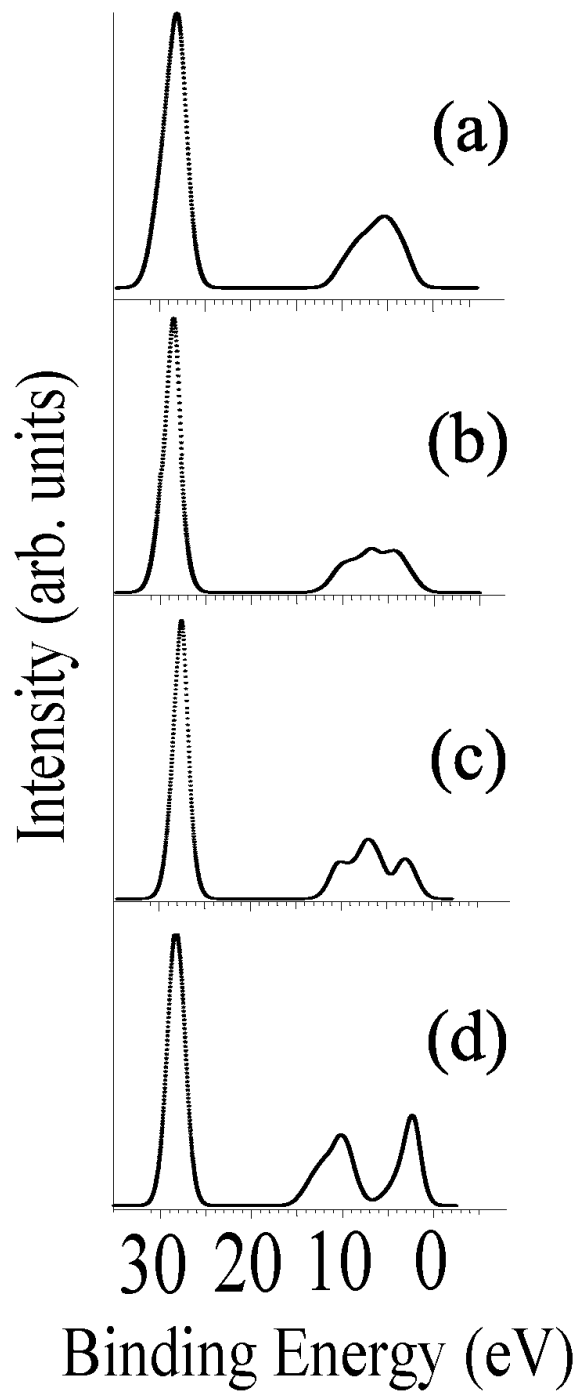 (a)
(b)
(c)
(d)
Intensity (arb. units)
30 20 10 0
Binding Energy (eV)